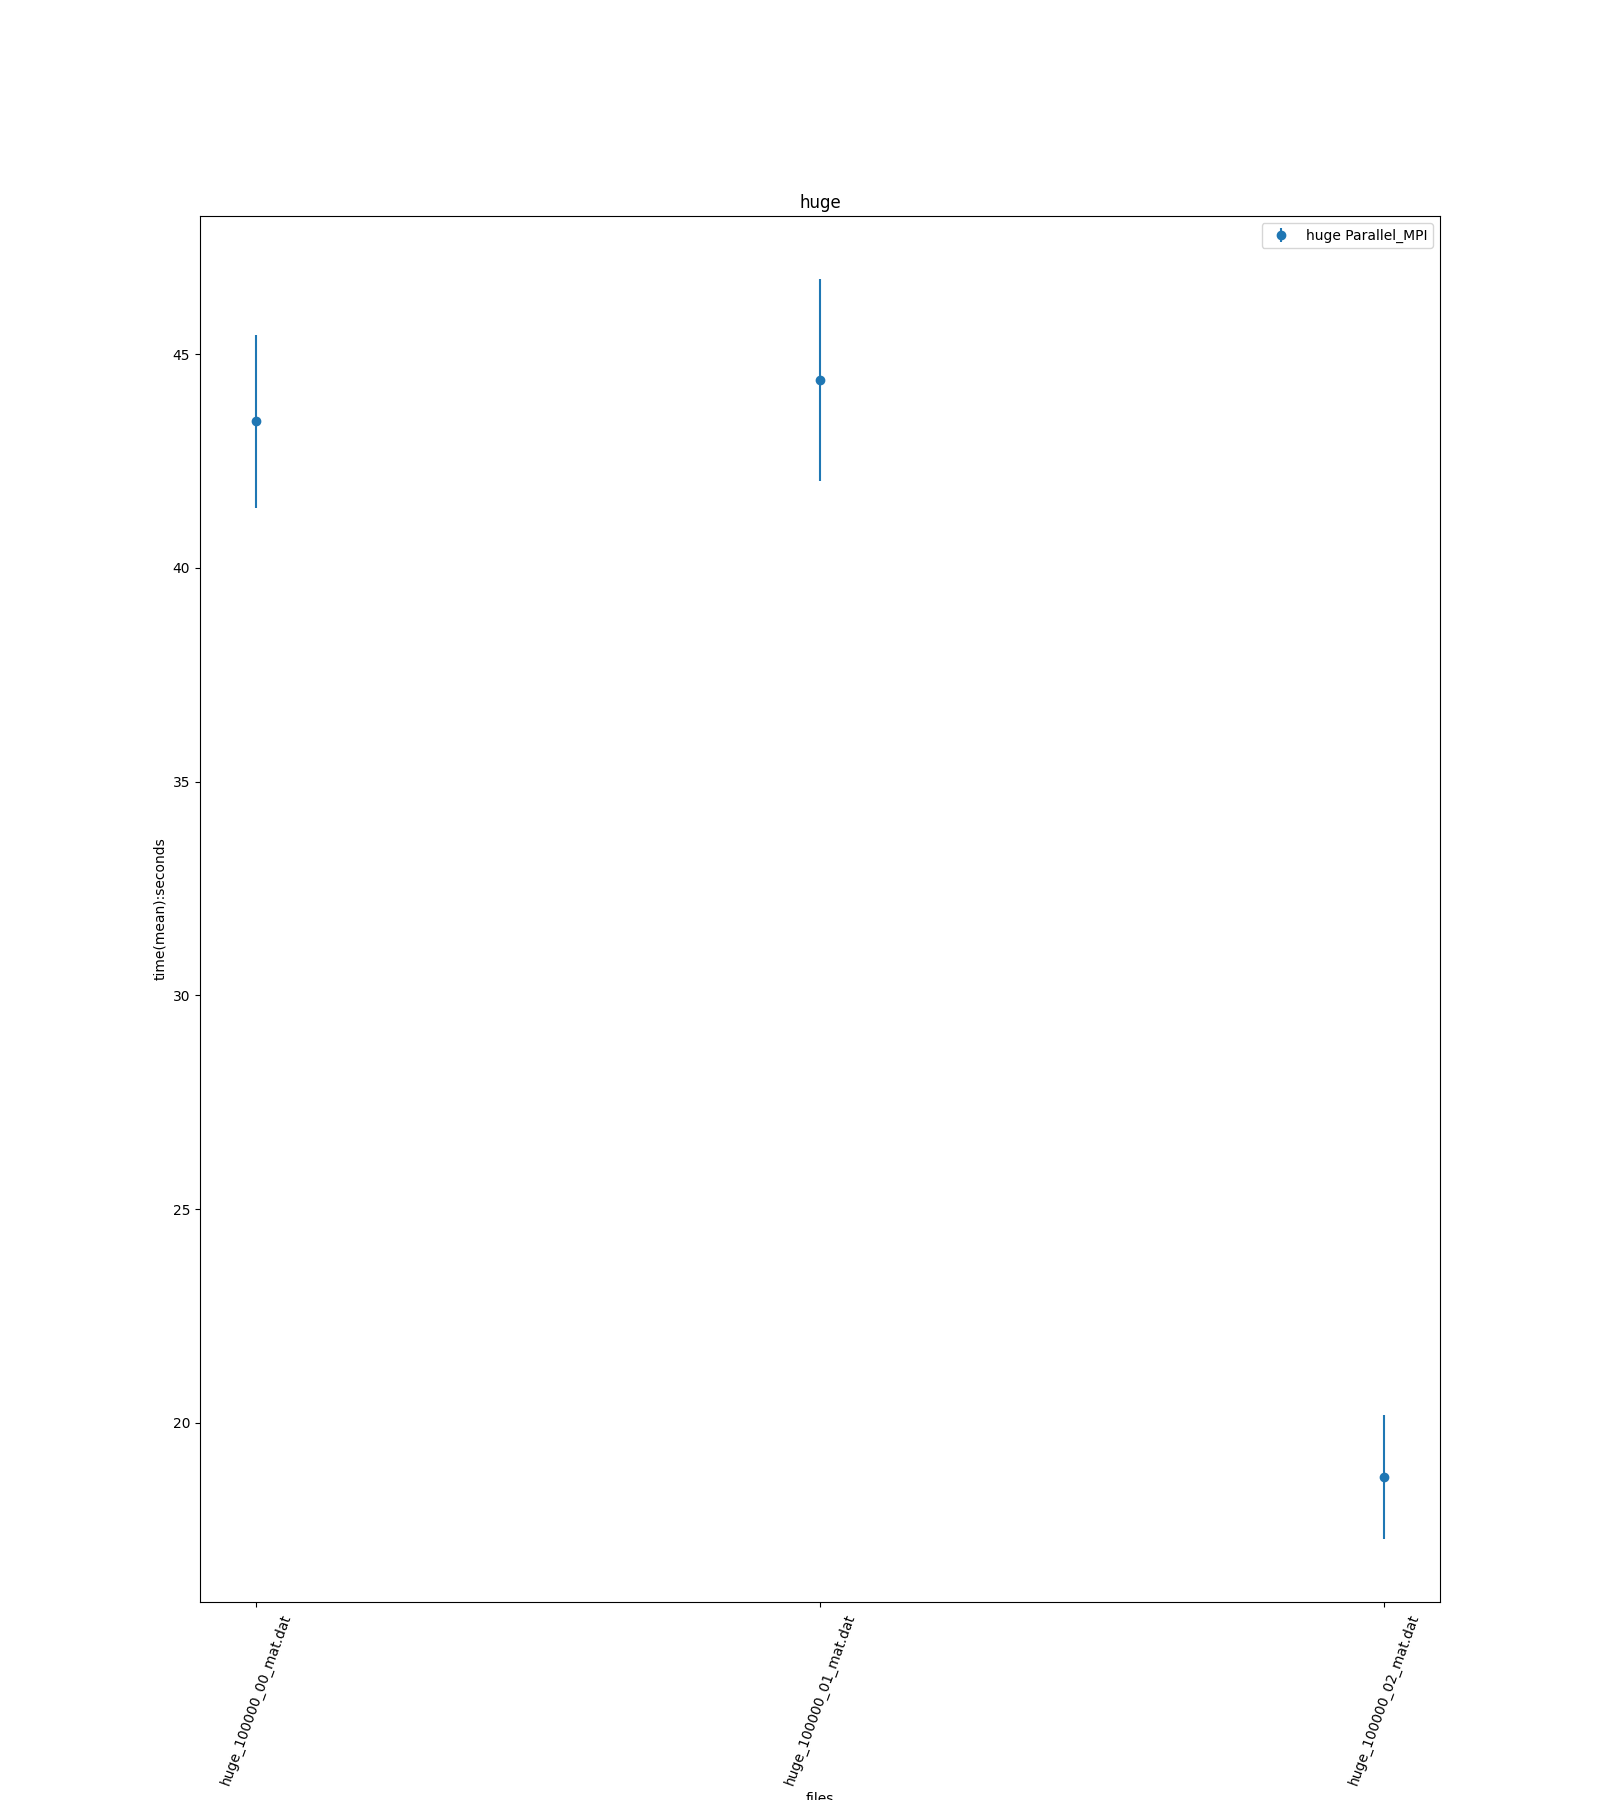 huge
huge Parallel_MPI
45
40
35
30
25
20
time(mean):seconds
huge_100000_00_mat.dat
huge_100000_01_mat.dat
huge_100000_02_mat.dat
files